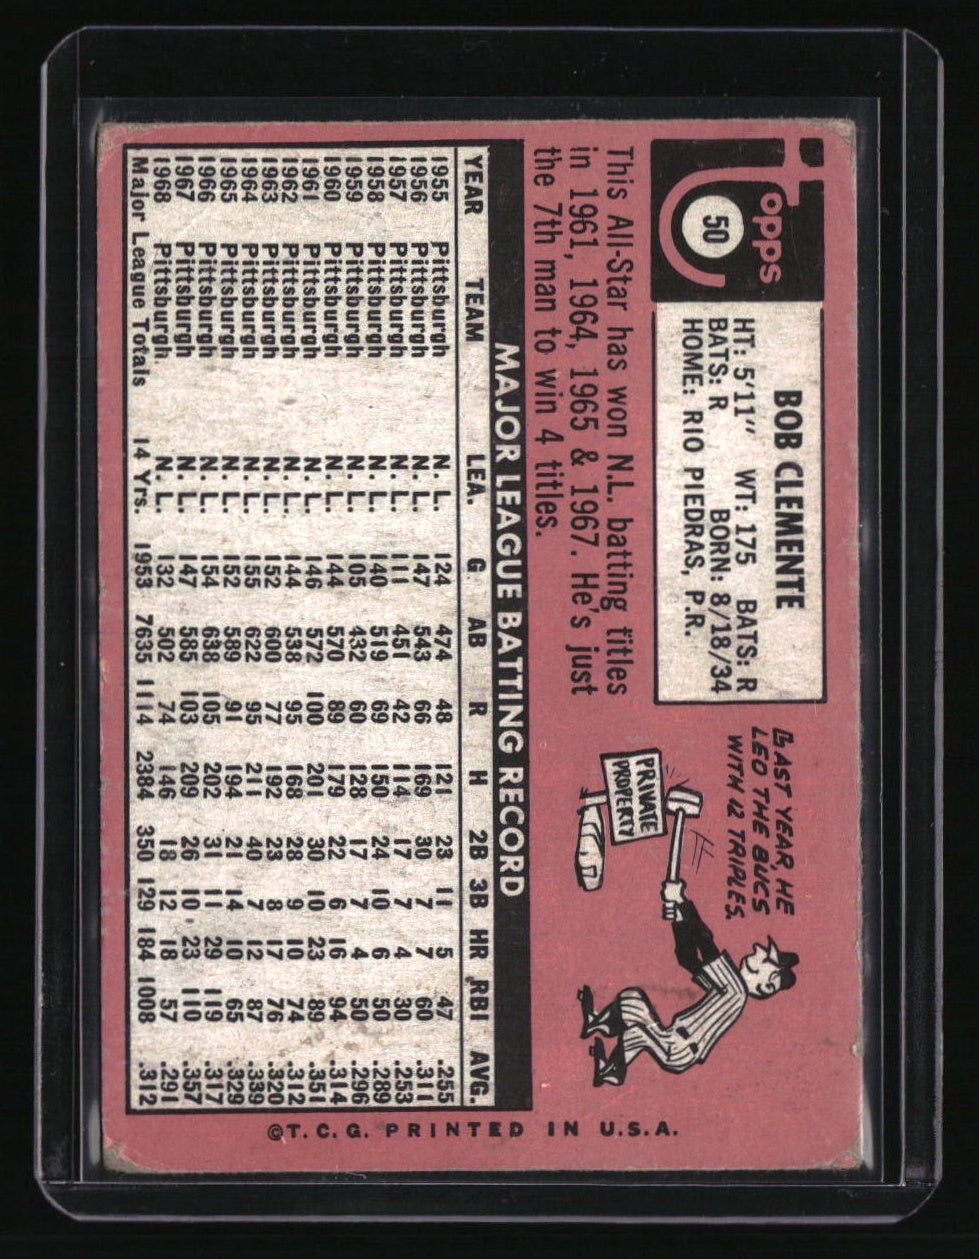 Topps
50
BOB CLEMENTE
HT: 5'11" WT: 175 BATS: R
BATS: R BORN: 8/18/34
HOME: RIO PIEDRAS, P.R.
This All-Star has won N.L. batting titles
in 1961, 1964, 1965 & 1967. He's just
the 7th man to win 4 titles.
LAST YEAR, HE
LED THE BUCS
WITH 12 TRIPLES.
PRIVATE
PROPERTY
MAJOR LEAGUE BATTING RECORD
YEAR TEAM LEA. G AB R H 2B 3B HR RBI AVG.
1955 Pittsburgh N. L. 124 474 48 121 23 11 5 47 .255
1956 Pittsburgh N. L. 147 543 66 169 30 7 7 60 .311
1957 Pittsburgh N. L. 111 451 42 114 17 7 4 30 .253
1958 Pittsburgh N. L. 140 519 69 150 24 10 6 50 .289
1959 Pittsburgh N. L. 105 432 60 128 17 7 4 50 .296
1960 Pittsburgh N. L. 144 570 89 179 22 6 16 94 .314
1961 Pittsburgh N. L. 146 572 100 201 30 10 23 89 .351
1962 Pittsburgh N. L. 144 538 95 168 28 9 10 74 .312
1963 Pittsburgh N. L. 152 600 77 192 23 8 17 76 .320
1964 Pittsburgh N. L. 155 622 95 211 40 7 12 87 .339
1965 Pittsburgh N. L. 152 589 91 194 21 14 10 65 .329
1966 Pittsburgh N. L. 154 638 105 202 31 11 29 119 .317
1967 Pittsburgh N. L. 147 585 103 209 26 10 23 110 .357
1968 Pittsburgh N. L. 132 502 74 146 18 12 18 57 .291
Major League Totals 14 Yrs. 1953 7635 1114 2384 350 129 184 1008 .312
©T.C.G. PRINTED IN U.S.A.